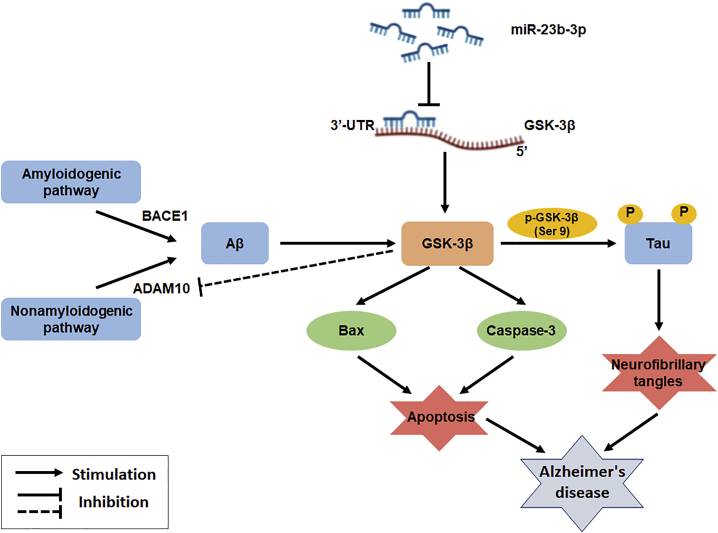 miR-23b-3p
3'-UTR
GSK-3β
5'
Amyloidogenic
pathway
BACE1
Aβ
GSK-3β
p-GSK-3β
(Ser 9)
P
P
Tau
ADAM10
Nonamyloidogenic
pathway
Bax
Caspase-3
Neurofibrillary
tangles
Apoptosis
Alzheimer's
disease
Stimulation
Inhibition